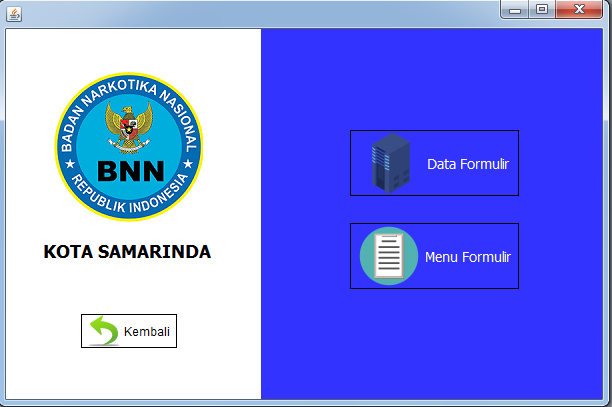 BADAN NARKOTIKA NASIONAL
BNN
REPUBLIK INDONESIA
KOTA SAMARINDA
Kembali
Data Formulir
Menu Formulir